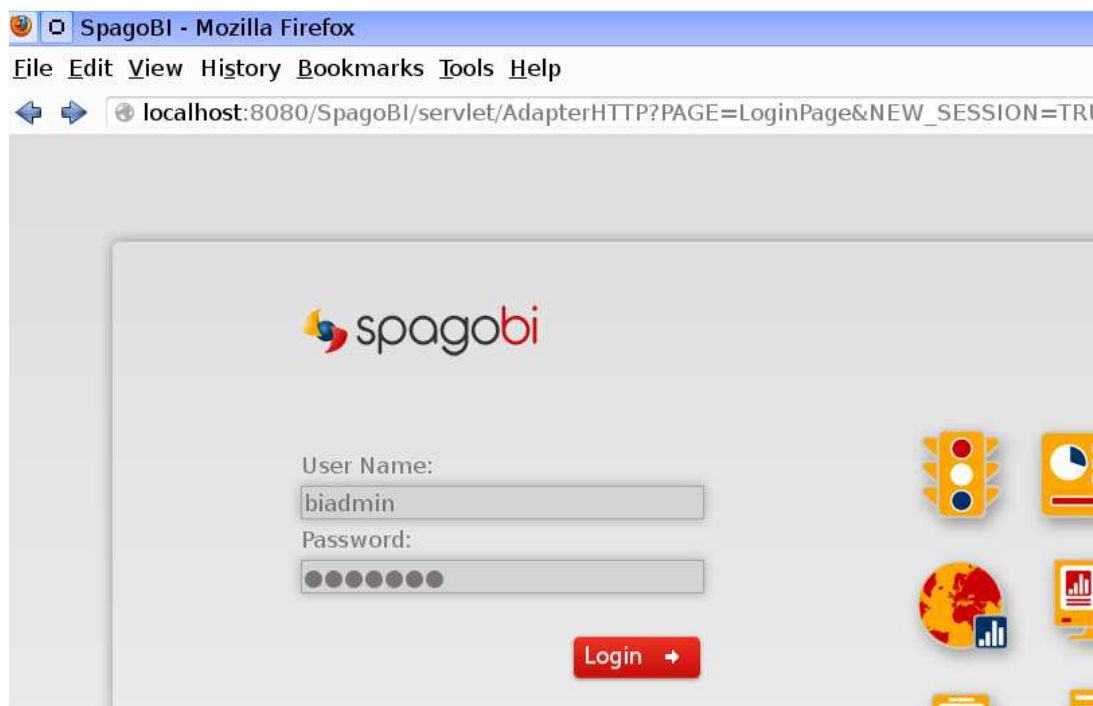 SpagoBI - Mozilla Firefox
File Edit View History Bookmarks Tools Help
localhost:8080/SpagoBI/servlet/AdapterHTTP?PAGE=LoginPage&NEW_SESSION=TRU
spagobi
User Name:
biadmin
Password:
●●●●●●●
Login